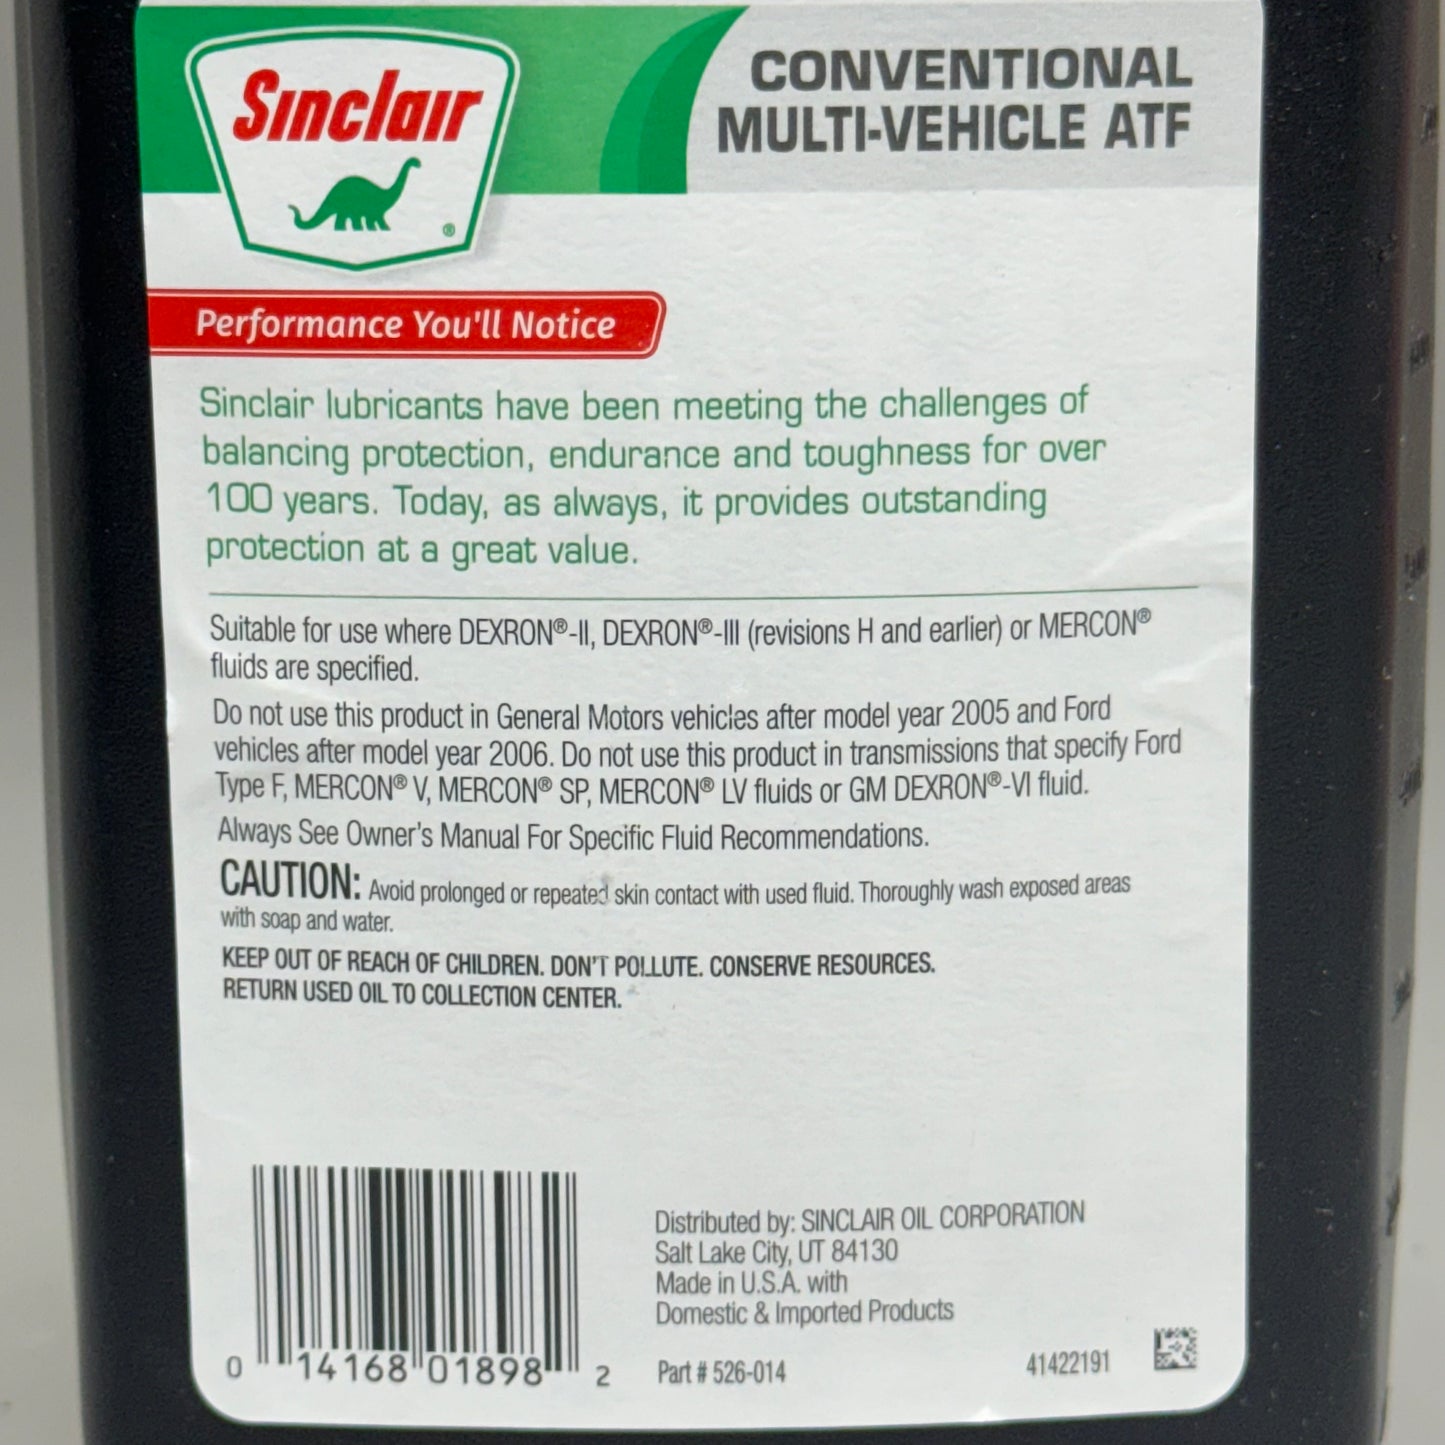 Sinclair
®
CONVENTIONAL
MULTI-VEHICLE ATF
Performance You'll Notice
Sinclair lubricants have been meeting the challenges of
balancing protection, endurance and toughness for over
100 years. Today, as always, it provides outstanding
protection at a great value.
Suitable for use where DEXRON®-II, DEXRON®-III (revisions H and earlier) or MERCON®
fluids are specified.
Do not use this product in General Motors vehicles after model year 2005 and Ford
vehicles after model year 2006. Do not use this product in transmissions that specify Ford
Type F, MERCON® V, MERCON® SP, MERCON® LV fluids or GM DEXRON®-VI fluid.
Always See Owner's Manual For Specific Fluid Recommendations.
CAUTION: Avoid prolonged or repeated skin contact with used fluid. Thoroughly wash exposed areas
with soap and water.
KEEP OUT OF REACH OF CHILDREN. DON'T POLLUTE. CONSERVE RESOURCES.
RETURN USED OIL TO COLLECTION CENTER.
0 14168 01898 2
Distributed by: SINCLAIR OIL CORPORATION
Salt Lake City, UT 84130
Made in U.S.A. with
Domestic & Imported Products
Part # 526-014
41422191